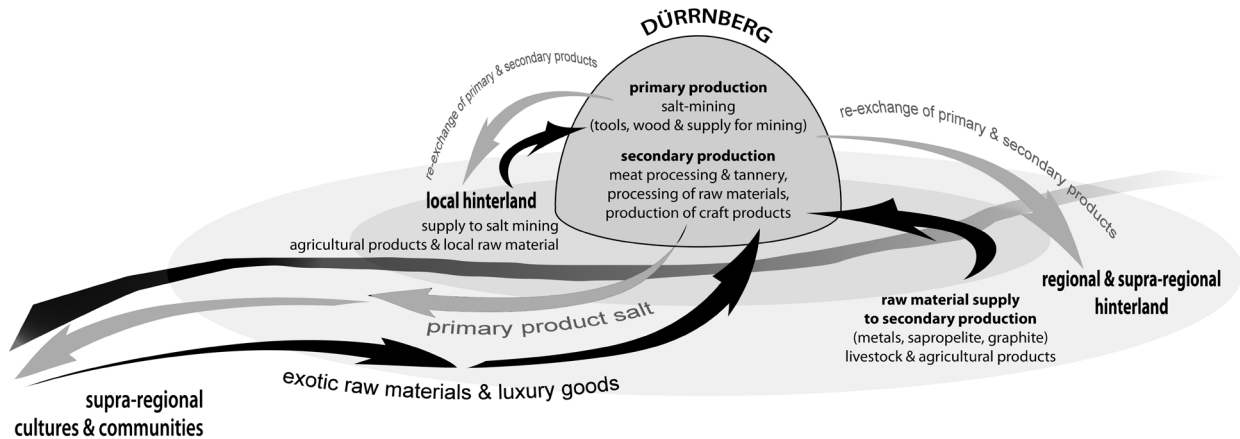 DÜRRNBERG
re-exchange of primary & secondary products
primary production
salt-mining
(tools, wood & supply for mining)
secondary production
meat processing & tannery,
processing of raw materials,
production of craft products
re-exchange of primary & secondary products
local hinterland
supply to salt mining
agricultural products & local raw material
regional & supra-regional
hinterland
raw material supply
to secondary production
(metals, sapropelite, graphite)
livestock & agricultural products
primary product salt
exotic raw materials & luxury goods
supra-regional
cultures & communities